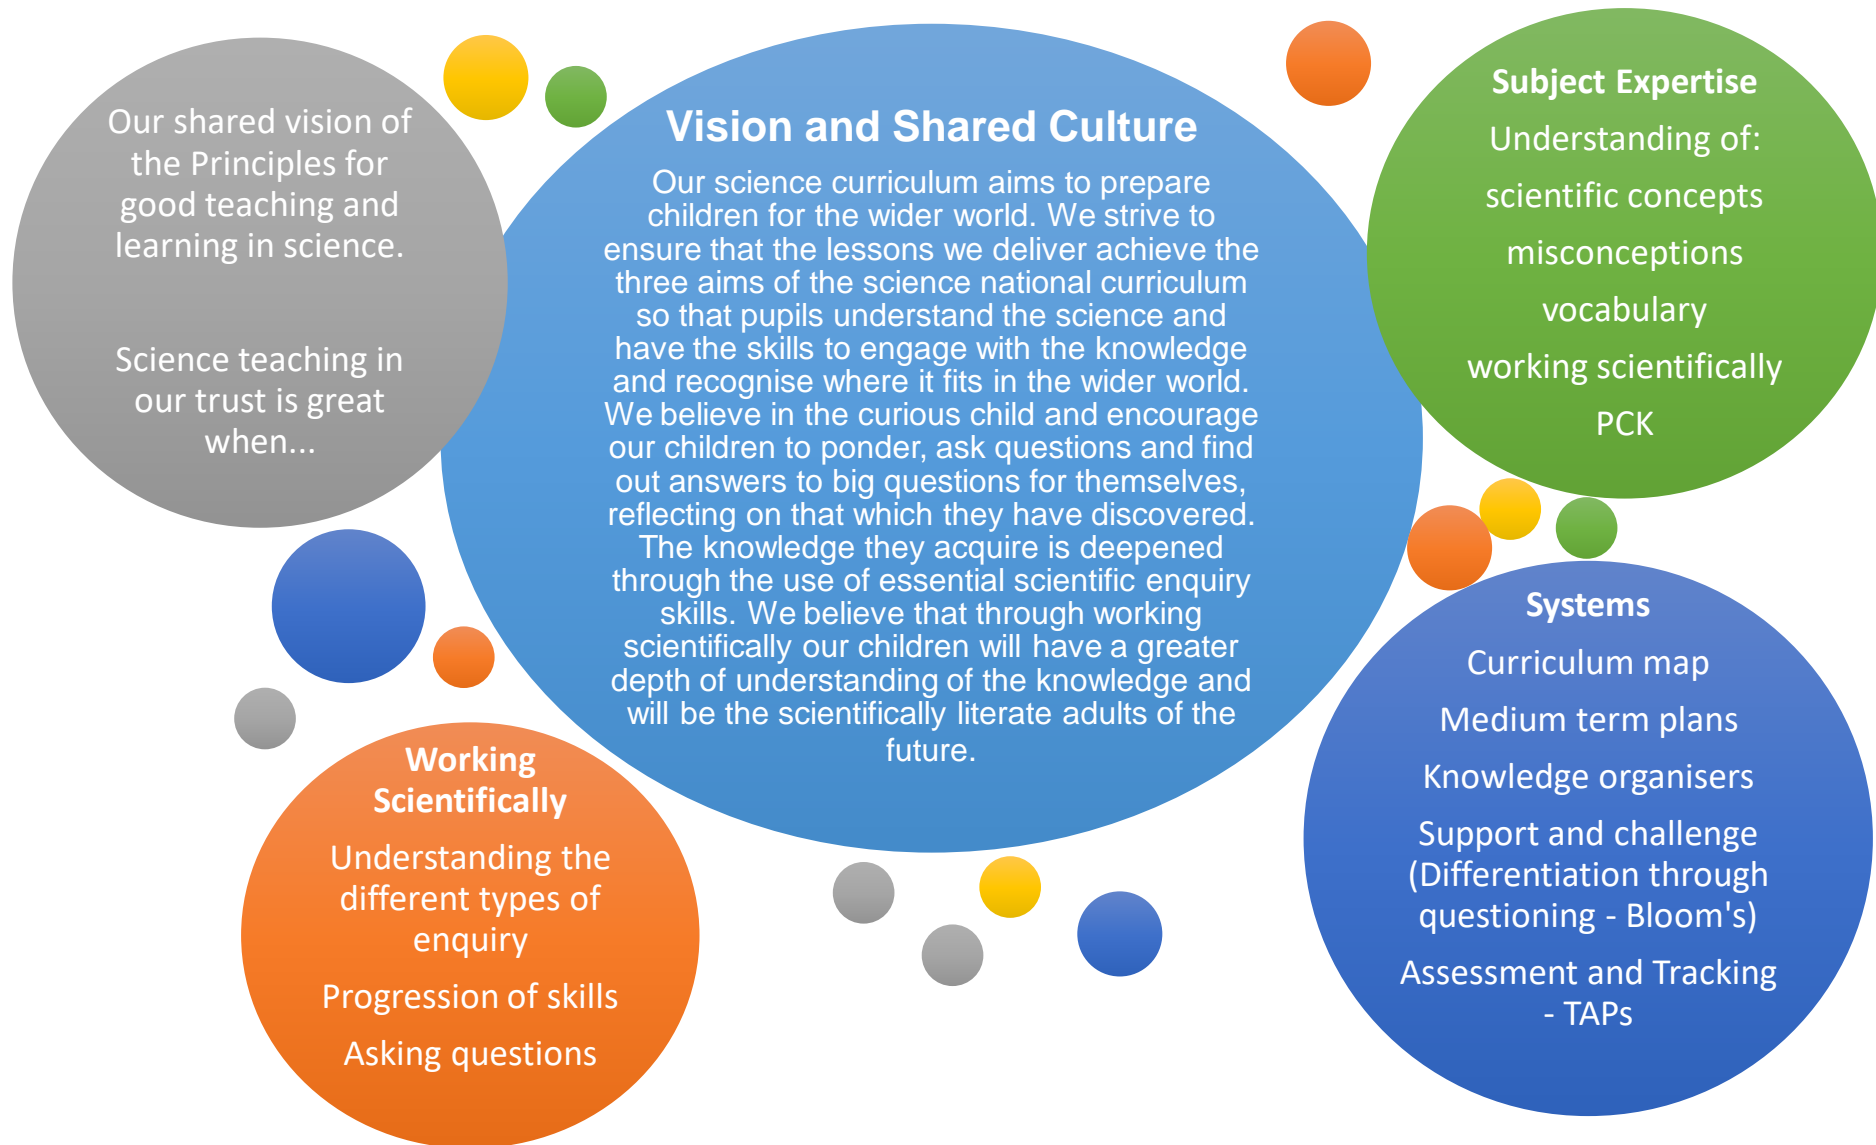 Our shared vision of
the Principles for
good teaching and
learning in science.
Science teaching in
our trust is great
when...
Vision and Shared Culture
Our science curriculum aims to prepare
children for the wider world. We strive to
ensure that the lessons we deliver achieve the
three aims of the science national curriculum
so that pupils understand the science and
have the skills to engage with the knowledge
and recognise where it fits in the wider world.
We believe in the curious child and encourage
our children to ponder, ask questions and find
out answers to big questions for themselves,
reflecting on that which they have discovered.
The knowledge they acquire is deepened
through the use of essential scientific enquiry
skills. We believe that through working
scientifically our children will have a greater
depth of understanding of the knowledge and
will be the scientifically literate adults of the
future.
Subject Expertise
Understanding of:
scientific concepts
misconceptions
vocabulary
working scientifically
PCK
Working
Scientifically
Understanding the
different types of
enquiry
Progression of skills
Asking questions
Systems
Curriculum map
Medium term plans
Knowledge organisers
Support and challenge
(Differentiation through
questioning - Bloom's)
Assessment and Tracking
- TAPs